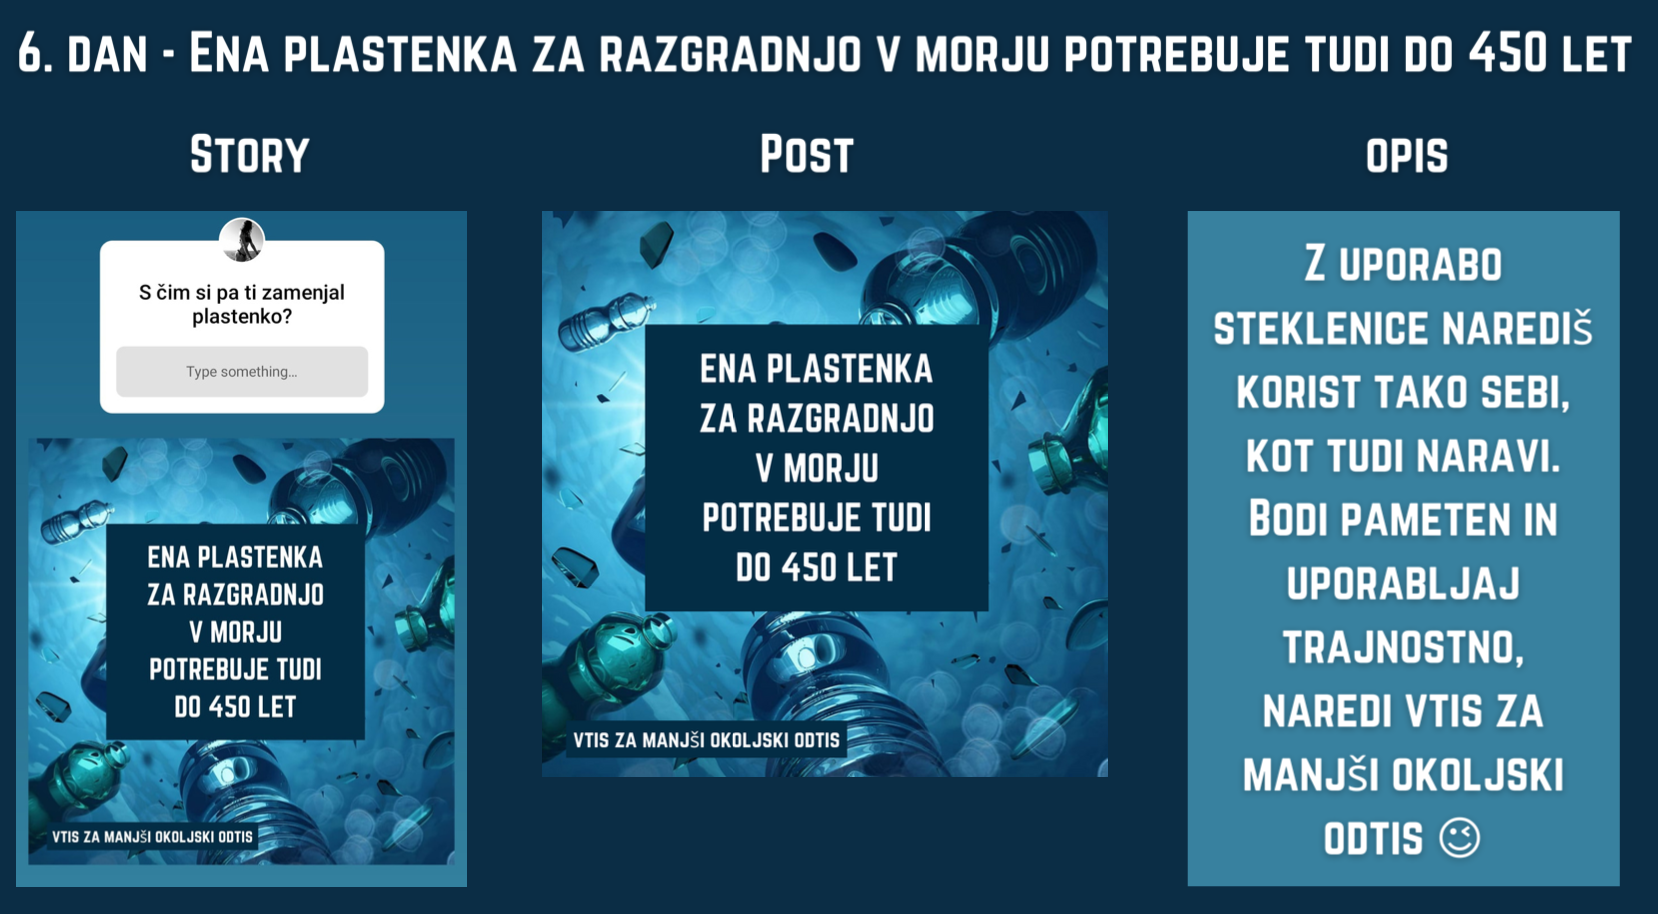 6. DAN - ENA PLASTENKA ZA RAZGRADNJO V MORJU POTREBUJE TUDI DO 450 LET
STORY
S čim si pa ti zamenjal
plastenko?
Type something...
ENA PLASTENKA
ZA RAZGRADNJO
V MORJU
POTREBUJE TUDI
DO 450 LET
VTIS ZA MANJŠI OKOLJSKI ODTIS
POST
ENA PLASTENKA
ZA RAZGRADNJO
V MORJU
POTREBUJE TUDI
DO 450 LET
VTIS ZA MANJŠI OKOLJSKI ODTIS
OPIS
Z UPORABO
STEKLENICE NAREDIŠ
KORIST TAKO SEBI,
KOT TUDI NARAVI.
BODI PAMETEN IN
UPORABLJAJ
TRAJNOSTNO,
NAREDI VTIS ZA
MANJŠI OKOLJSKI
ODTIS 😉